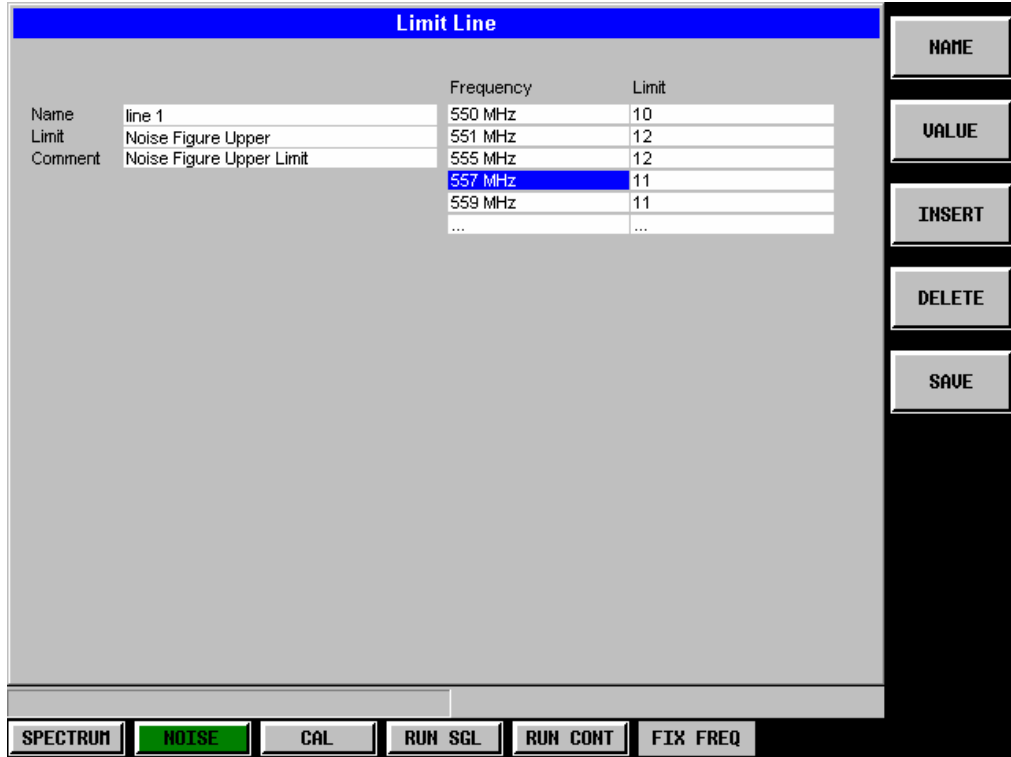 Limit Line
Frequency Limit
Name line 1 550 MHz 10
Limit Noise Figure Upper 551 MHz 12
Comment Noise Figure Upper Limit 555 MHz 12
557 MHz 11
559 MHz 11
... ...
NAME
VALUE
INSERT
DELETE
SAVE
SPECTRUM NOISE CAL RUN SGL RUN CONT FIX FREQ